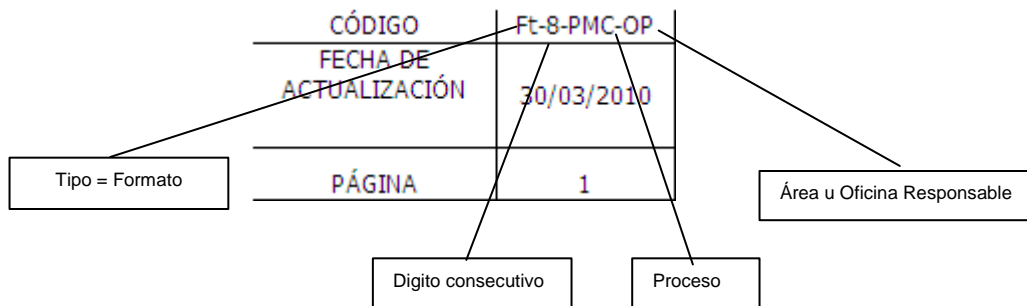 CÓDIGO Ft-8-PMC-OP
FECHA DE
ACTUALIZACIÓN 30/03/2010
Tipo = Formato
PÁGINA 1
Área u Oficina Responsable
Digito consecutivo
Proceso